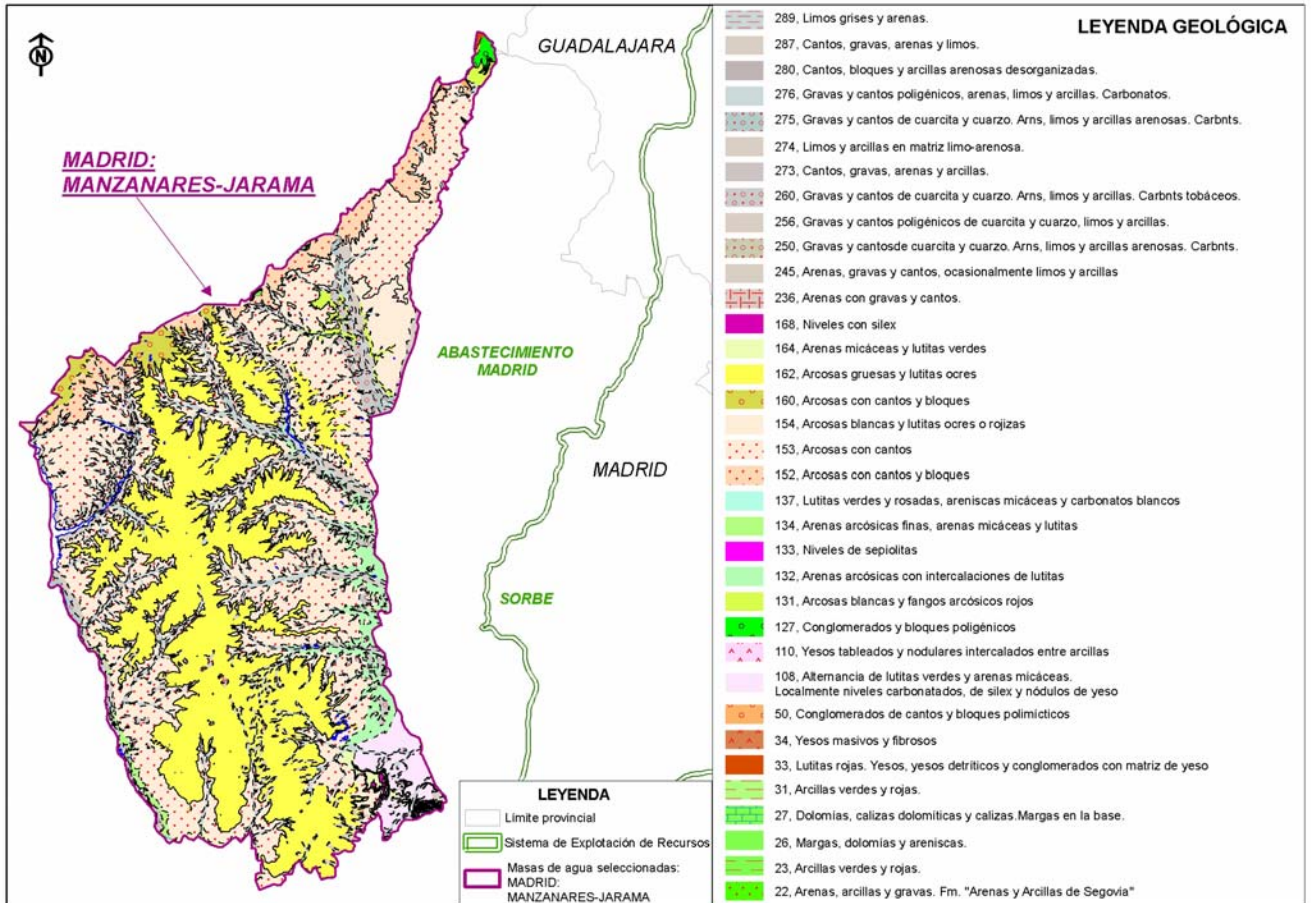 N
GUADALAJARA
MADRID:
MANZANARES-JARAMA
ABASTECIMIENTO
MADRID
MADRID
SORBE
LEYENDA
Límite provincial
Sistema de Explotación de Recursos
Masas de agua seleccionadas:
MADRID:
MANZANARES-JARAMA
LEYENDA GEOLÓGICA
289, Limos grises y arenas.
287, Cantos, gravas, arenas y limos.
280, Cantos, bloques y arcillas arenosas desorganizadas.
276, Gravas y cantos poligénicos, arenas, limos y arcillas. Carbonatos.
275, Gravas y cantos de cuarcita y cuarzo. Arns, limos y arcillas arenosas. Carbnts.
274, Limos y arcillas en matriz limo-arenosa.
273, Cantos, gravas, arenas y arcillas.
260, Gravas y cantos de cuarcita y cuarzo. Arns, limos y arcillas. Carbnts tobáceos.
256, Gravas y cantos poligénicos de cuarcita y cuarzo, limos y arcillas.
250, Gravas y cantosde cuarcita y cuarzo. Arns, limos y arcillas arenosas. Carbnts.
245, Arenas, gravas y cantos, ocasionalmente limos y arcillas
236, Arenas con gravas y cantos.
168, Niveles con silex
164, Arenas micáceas y lutitas verdes
162, Arcosas gruesas y lutitas ocres
160, Arcosas con cantos y bloques
154, Arcosas blancas y lutitas ocres o rojizas
153, Arcosas con cantos
152, Arcosas con cantos y bloques
137, Lutitas verdes y rosadas, areniscas micáceas y carbonatos blancos
134, Arenas arcósicas finas, arenas micáceas y lutitas
133, Niveles de sepiolitas
132, Arenas arcósicas con intercalaciones de lutitas
131, Arcosas blancas y fangos arcósicos rojos
127, Conglomerados y bloques poligénicos
110, Yesos tableados y nodulares intercalados entre arcillas
108, Alternancia de lutitas verdes y arenas micáceas.
Localmente niveles carbonatados, de silex y nódulos de yeso
50, Conglomerados de cantos y bloques polimícticos
34, Yesos masivos y fibrosos
33, Lutitas rojas. Yesos, yesos detríticos y conglomerados con matriz de yeso
31, Arcillas verdes y rojas.
27, Dolomías, calizas dolomíticas y calizas.Margas en la base.
26, Margas, dolomías y areniscas.
23, Arcillas verdes y rojas.
22, Arenas, arcillas y gravas. Fm. "Arenas y Arcillas de Segovia"